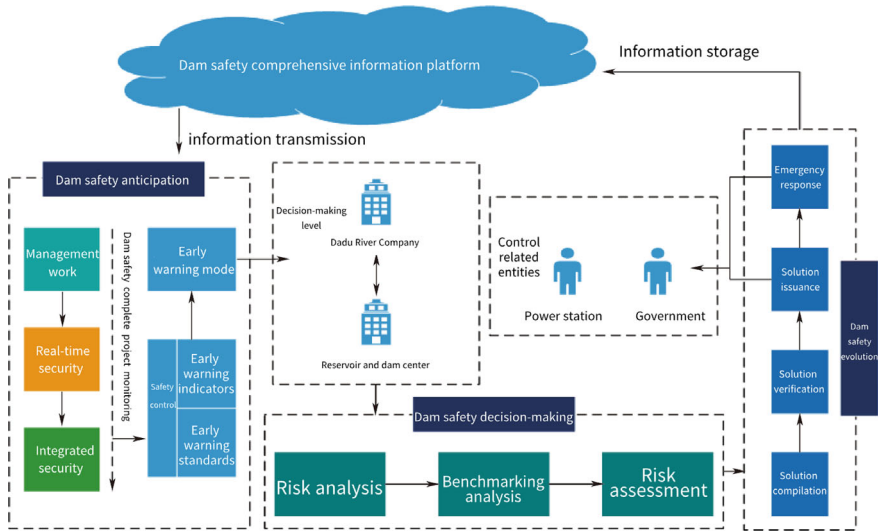 Dam safety comprehensive information platform
Information storage
information transmission
Dam safety anticipation
Management
work
Real-time
security
Integrated
security
Dam safety complete project monitoring
Early
warning mode
Safety
control
Early
warning
indicators
Early
warning
standards
Decision-making
level
Dadu River Company
Reservoir and dam center
Control
related
entities
Power station
Government
Dam safety decision-making
Risk analysis
Benchmarking
analysis
Risk
assessment
Emergency
response
Solution
issuance
Solution
verification
Solution
compilation
Dam
safety
evolution